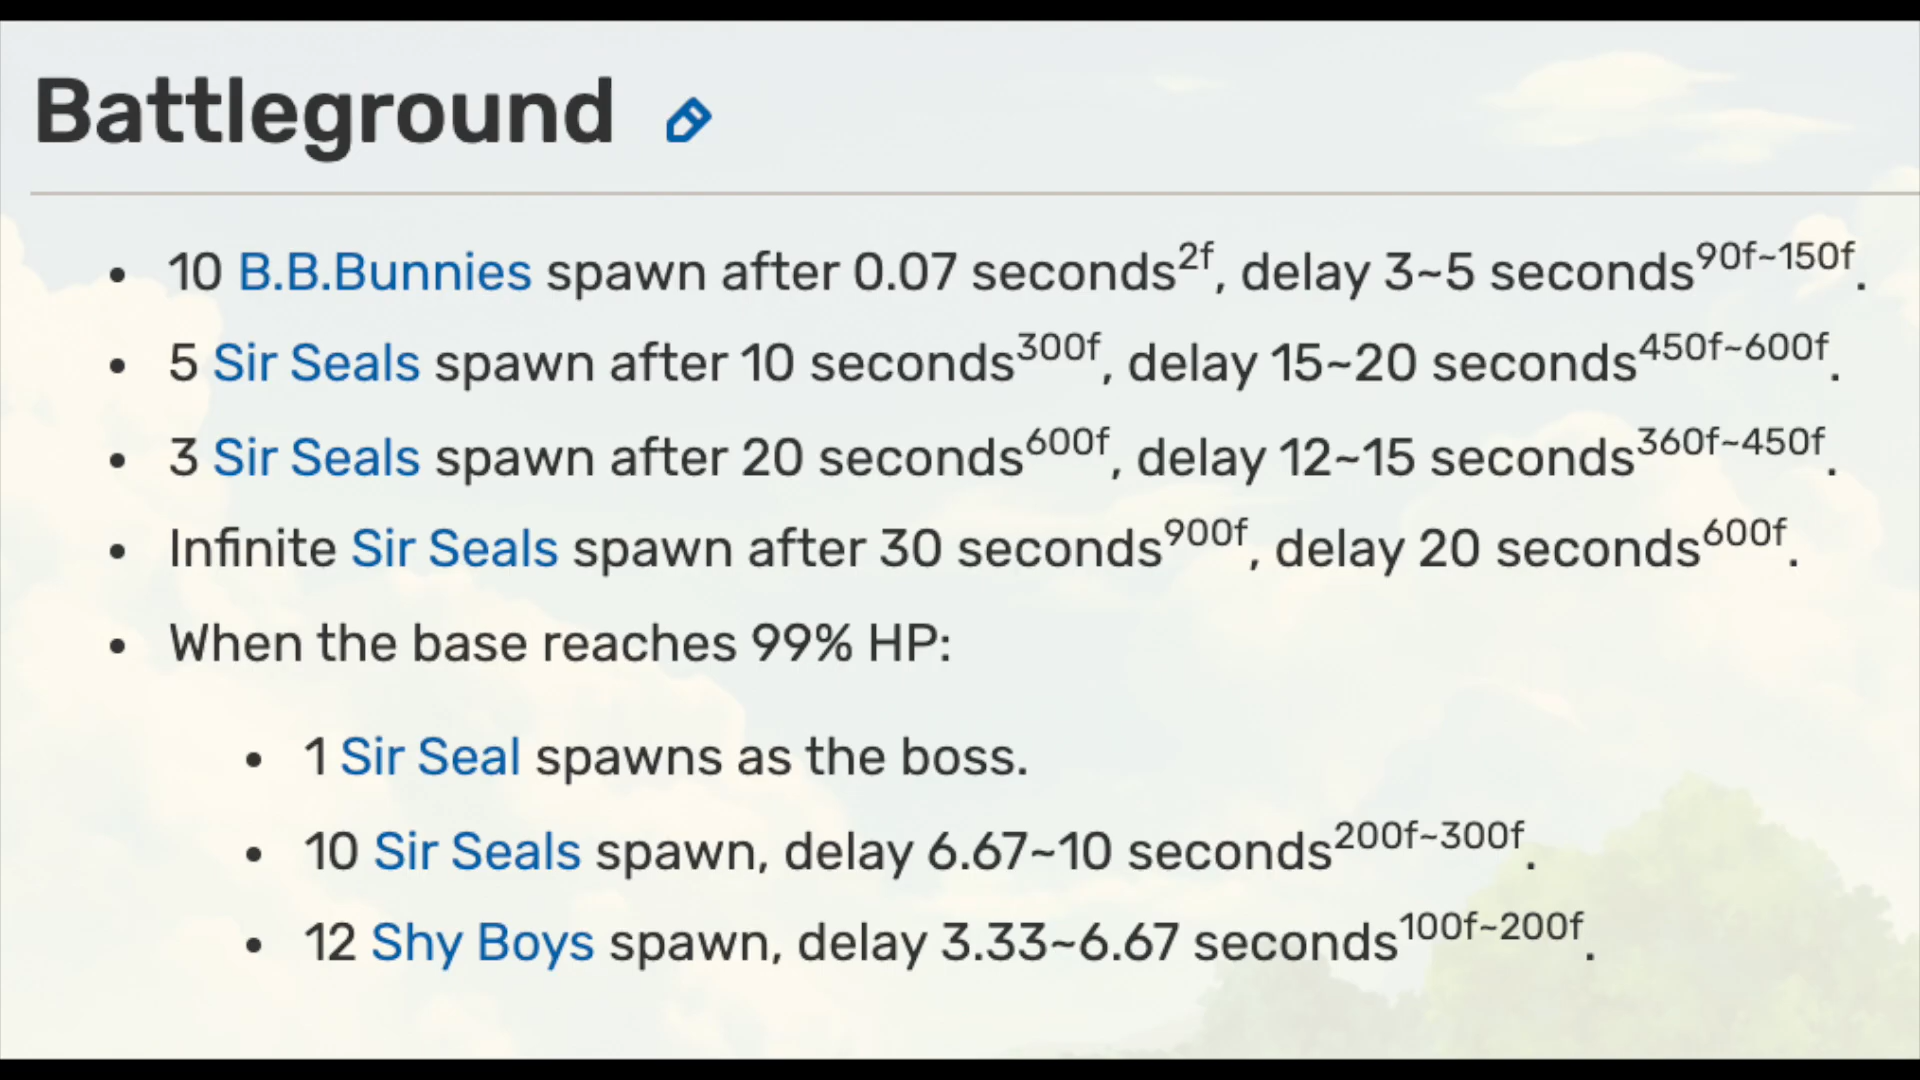 Battleground
10 B.B.Bunnies spawn after 0.07 seconds2f, delay 3~5 seconds90f~150f.
5 Sir Seals spawn after 10 seconds300f, delay 15~20 seconds450f~600f.
3 Sir Seals spawn after 20 seconds600f, delay 12~15 seconds360f~450f.
Infinite Sir Seals spawn after 30 seconds900f, delay 20 seconds600f.
When the base reaches 99% HP:
1 Sir Seal spawns as the boss.
10 Sir Seals spawn, delay 6.67~10 seconds200f~300f.
12 Shy Boys spawn, delay 3.33~6.67 seconds100f~200f.